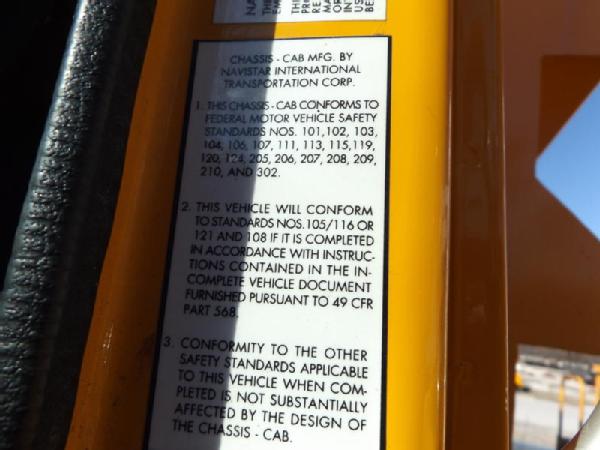 CHASSIS - CAB MFG. BY
NAVISTAR INTERNATIONAL
TRANSPORTATION CORP.
1. THIS CHASSIS - CAB CONFORMS TO
FEDERAL MOTOR VEHICLE SAFETY
STANDARDS NOS. 101, 102, 103,
104, 106, 107, 111, 113, 115, 119,
120, 124, 205, 206, 207, 208, 209,
210, AND 302.
2. THIS VEHICLE WILL CONFORM
TO STANDARDS NOS. 105/116 OR
121 AND 108 IF IT IS COMPLETED
IN ACCORDANCE WITH INSTRUC-
TIONS CONTAINED IN THE IN-
COMPLETE VEHICLE DOCUMENT
FURNISHED PURSUANT TO 49 CFR
PART 568.
3. CONFORMITY TO THE OTHER
SAFETY STANDARDS APPLICABLE
TO THIS VEHICLE WHEN COM-
PLETED IS NOT SUBSTANTIALLY
AFFECTED BY THE DESIGN OF
THE CHASSIS - CAB.